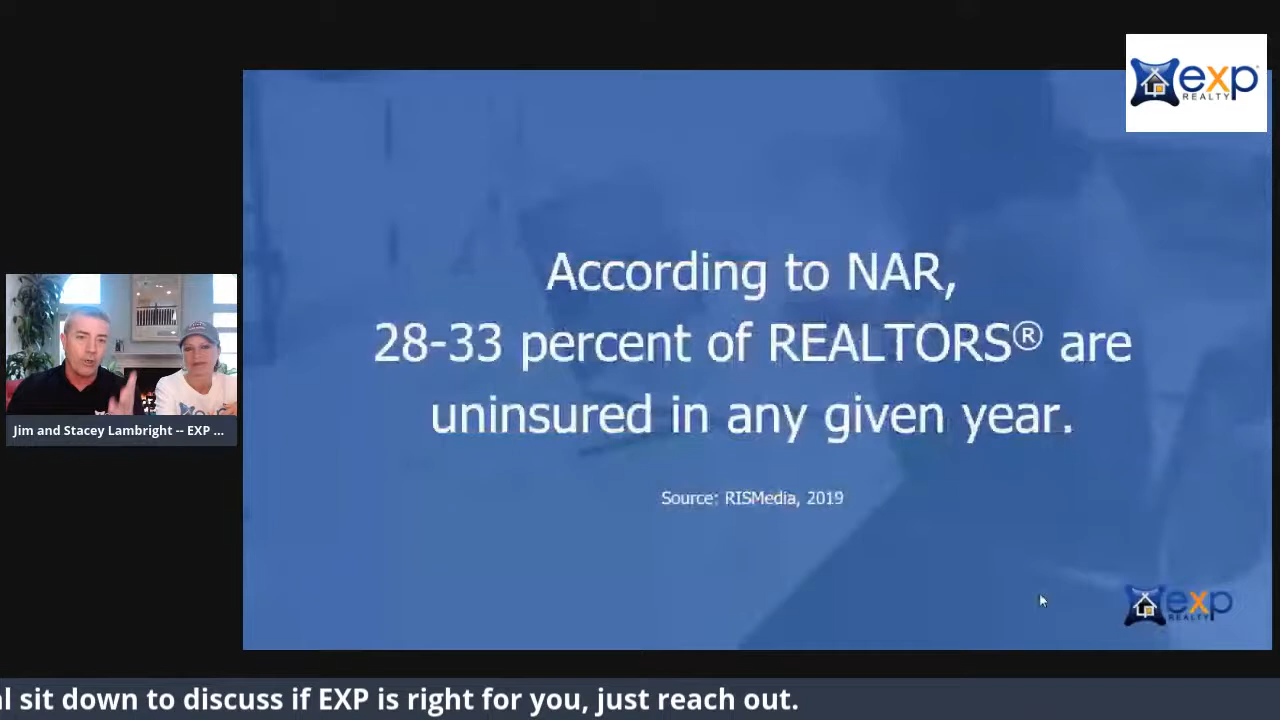 exp
REALTY
According to NAR,
28-33 percent of REALTORS® are
uninsured in any given year.
Source: RISMedia, 2019
Jim and Stacey Lambright -- EXP ...
exp
REALTY
l sit down to discuss if EXP is right for you, just reach out.